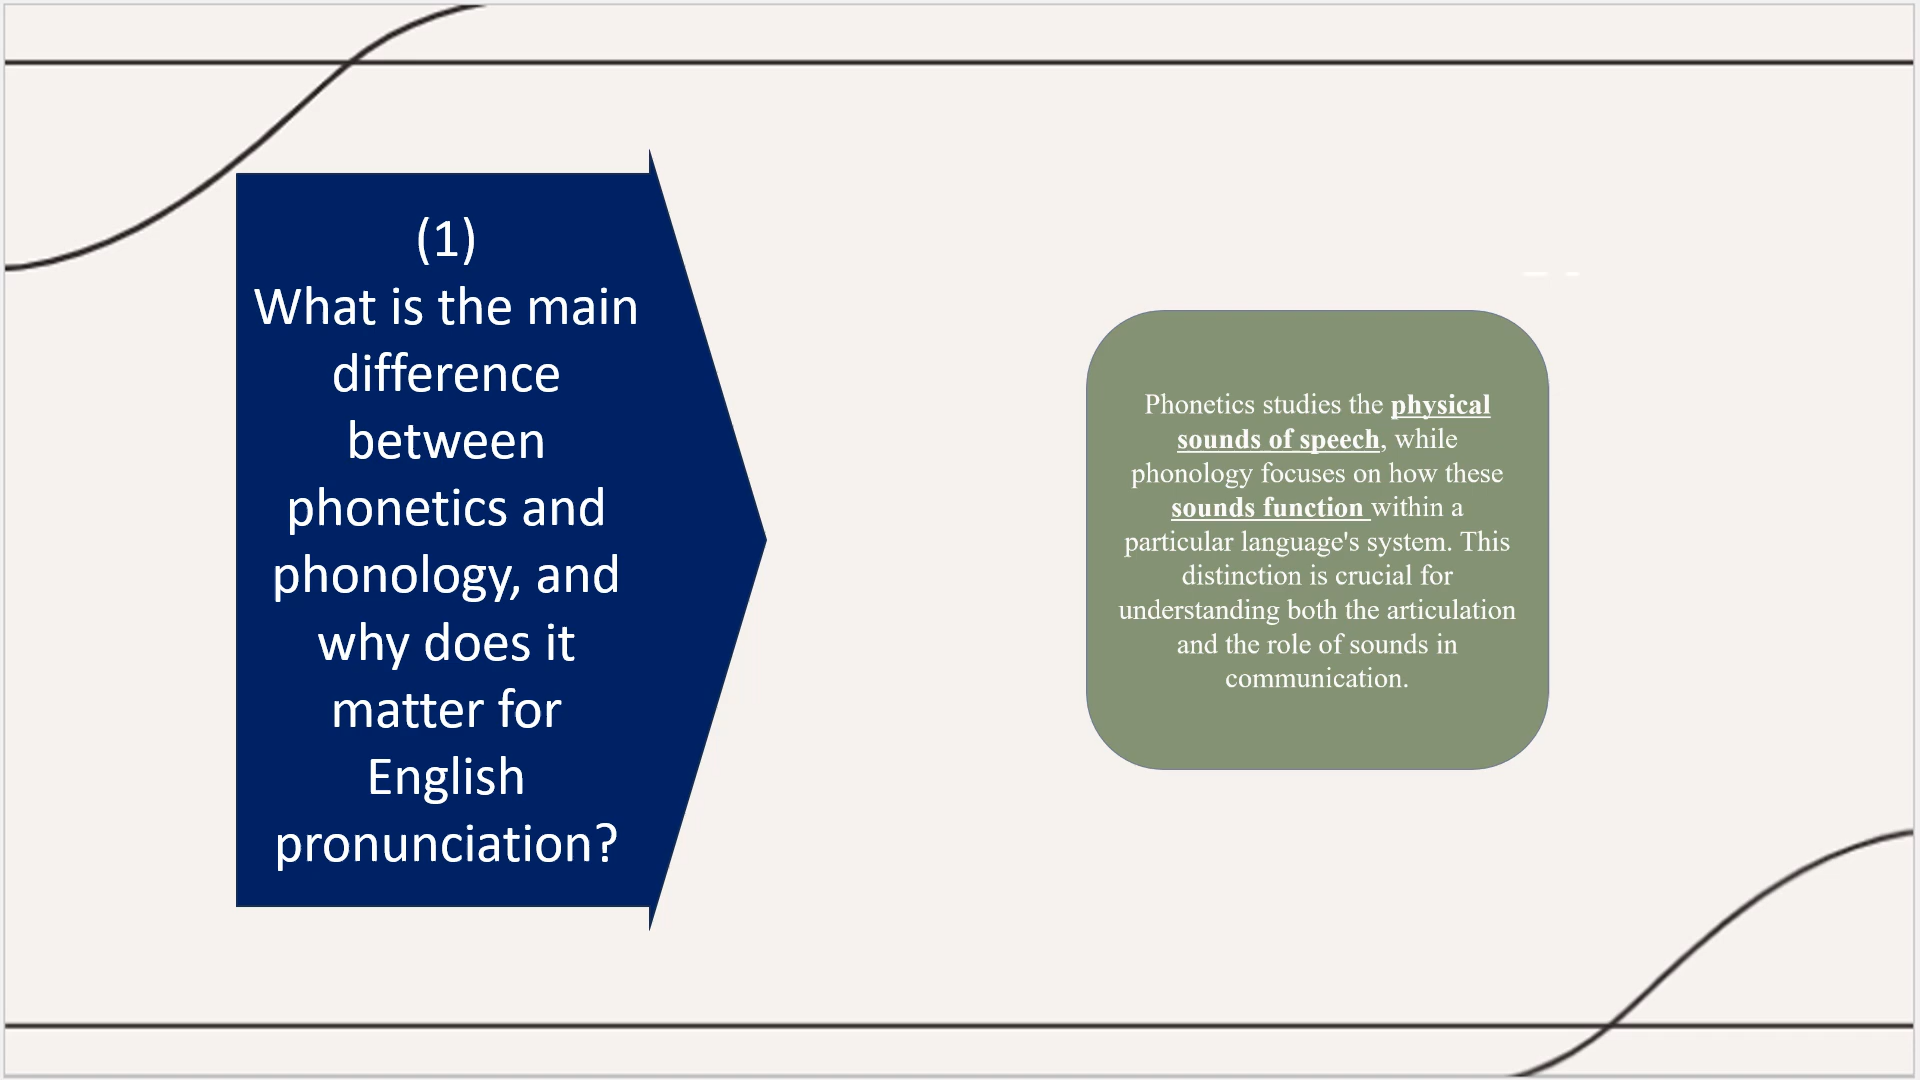 (1)
What is the main
difference
between
phonetics and
phonology, and
why does it
matter for
English
pronunciation?
Phonetics studies the physical
sounds of speech, while
phonology focuses on how these
sounds function within a
particular language's system. This
distinction is crucial for
understanding both the articulation
and the role of sounds in
communication.